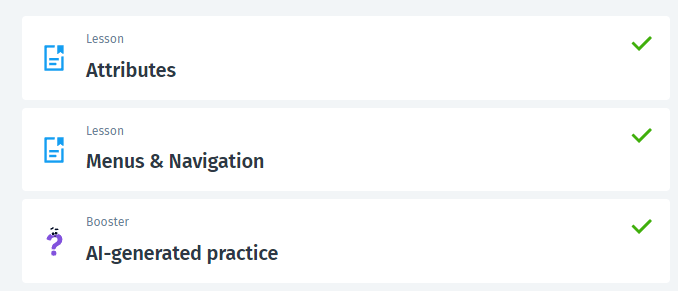 Lesson
Attributes
Lesson
Menus & Navigation
Booster
AI-generated practice